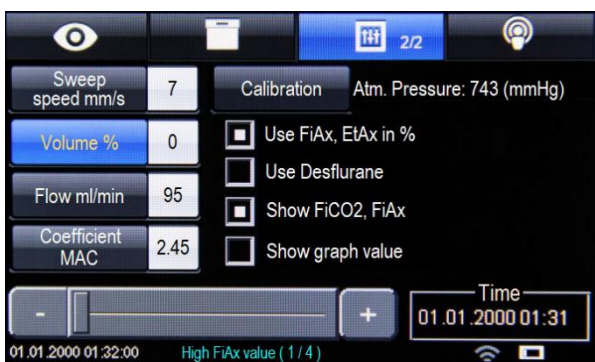 2/2
Sweep
speed mm/s
7
Calibration
Atm. Pressure: 743 (mmHg)
Volume %
0
Use FiAx, EtAx in %
Use Desflurane
Flow ml/min
95
Show FiCO2, FiAx
Coefficient
MAC
2.45
Show graph value
-
+
Time
01.01.2000 01:31
01.01.2000 01:32:00
High FiAx value ( 1 / 4 )